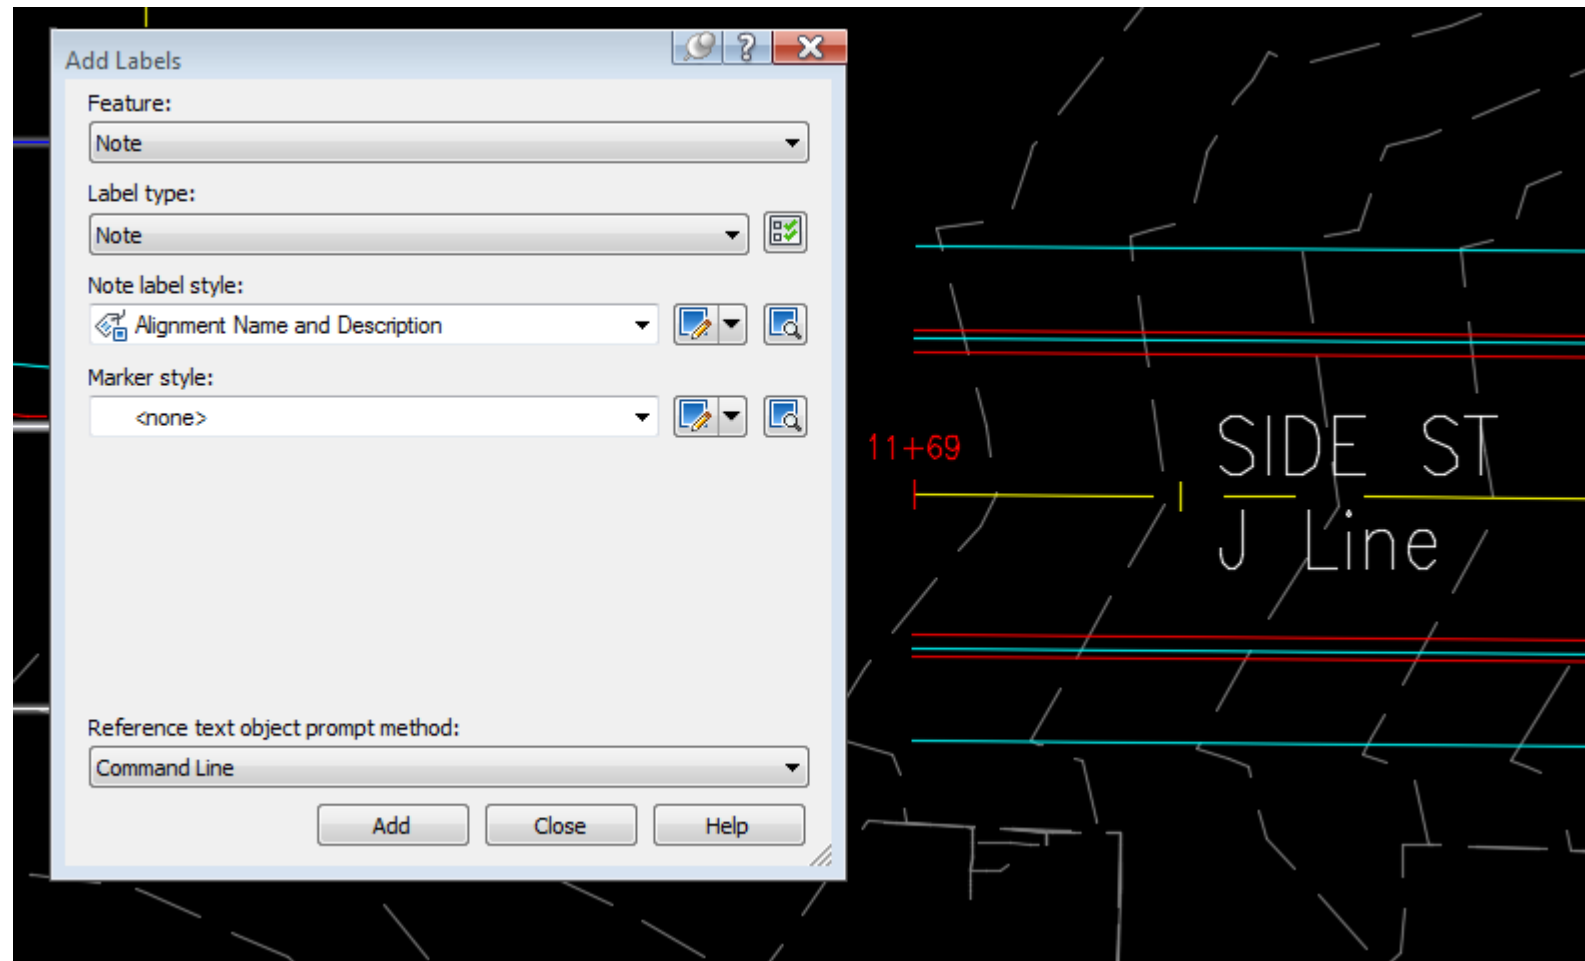 Add Labels
Feature:
Note
Label type:
Note
Note label style:
Alignment Name and Description
Marker style:
<none>
Reference text object prompt method:
Command Line
Add Close Help
11+69
SIDE ST
J Line